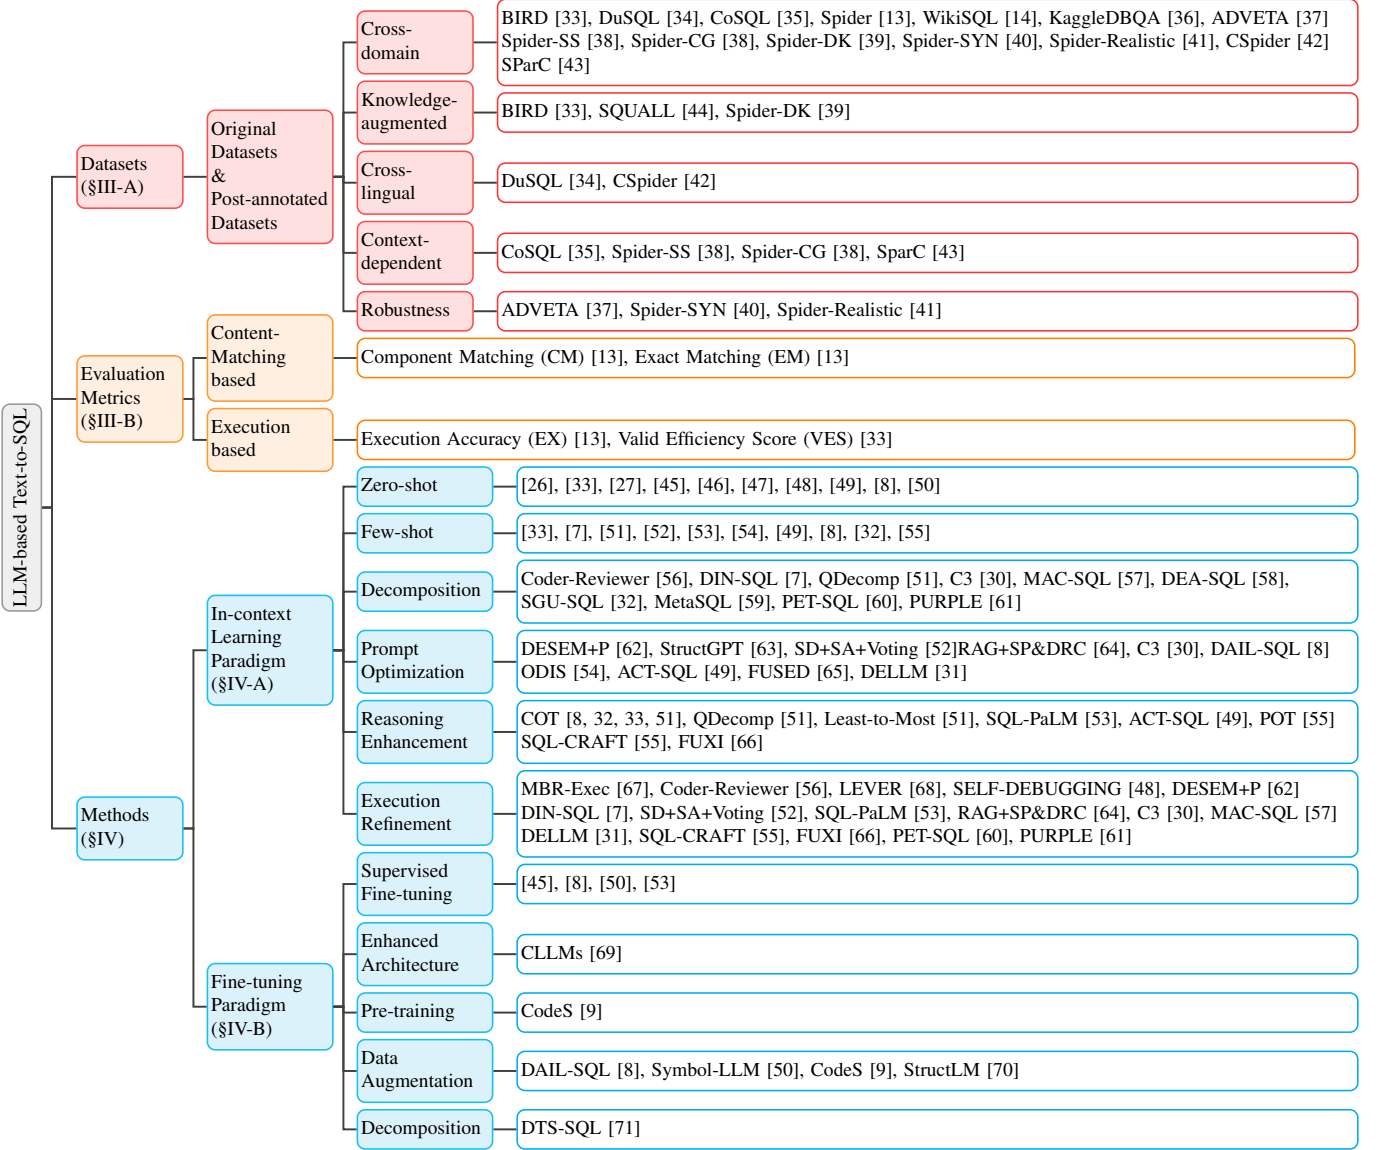 LLM-based Text-to-SQL
Datasets
(§III-A)
Original
Datasets
&
Post-annotated
Datasets
Cross-
domain
BIRD [33], DuSQL [34], CoSQL [35], Spider [13], WikiSQL [14], KaggleDBQA [36], ADVETA [37]
Spider-SS [38], Spider-CG [38], Spider-DK [39], Spider-SYN [40], Spider-Realistic [41], CSpider [42]
SParC [43]
Knowledge-
augmented
BIRD [33], SQUALL [44], Spider-DK [39]
Cross-
lingual
DuSQL [34], CSpider [42]
Context-
dependent
CoSQL [35], Spider-SS [38], Spider-CG [38], SparC [43]
Robustness
ADVETA [37], Spider-SYN [40], Spider-Realistic [41]
Evaluation
Metrics
(§III-B)
Content-
Matching
based
Component Matching (CM) [13], Exact Matching (EM) [13]
Execution
based
Execution Accuracy (EX) [13], Valid Efficiency Score (VES) [33]
Methods
(§IV)
In-context
Learning
Paradigm
(§IV-A)
Zero-shot
[26], [33], [27], [45], [46], [47], [48], [49], [8], [50]
Few-shot
[33], [7], [51], [52], [53], [54], [49], [8], [32], [55]
Decomposition
Coder-Reviewer [56], DIN-SQL [7], QDecomp [51], C3 [30], MAC-SQL [57], DEA-SQL [58],
SGU-SQL [32], MetaSQL [59], PET-SQL [60], PURPLE [61]
Prompt
Optimization
DESEM+P [62], StructGPT [63], SD+SA+Voting [52]RAG+SP&DRC [64], C3 [30], DAIL-SQL [8]
ODIS [54], ACT-SQL [49], FUSED [65], DELLM [31]
Reasoning
Enhancement
COT [8, 32, 33, 51], QDecomp [51], Least-to-Most [51], SQL-PaLM [53], ACT-SQL [49], POT [55]
SQL-CRAFT [55], FUXI [66]
Execution
Refinement
MBR-Exec [67], Coder-Reviewer [56], LEVER [68], SELF-DEBUGGING [48], DESEM+P [62]
DIN-SQL [7], SD+SA+Voting [52], SQL-PaLM [53], RAG+SP&DRC [64], C3 [30], MAC-SQL [57]
DELLM [31], SQL-CRAFT [55], FUXI [66], PET-SQL [60], PURPLE [61]
Fine-tuning
Paradigm
(§IV-B)
Supervised
Fine-tuning
[45], [8], [50], [53]
Enhanced
Architecture
CLLMs [69]
Pre-training
CodeS [9]
Data
Augmentation
DAIL-SQL [8], Symbol-LLM [50], CodeS [9], StructLM [70]
Decomposition
DTS-SQL [71]